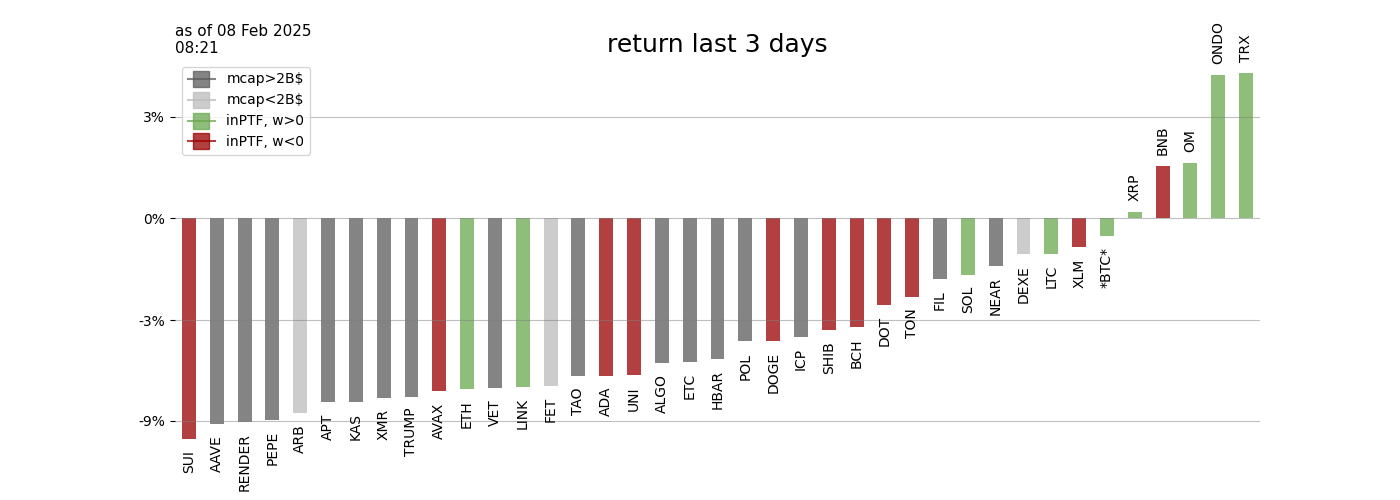 as of 08 Feb 2025
08:21
return last 3 days
mcap>2B$
mcap<2B$
inPTF, w>0
inPTF, w<0
3%
0%
-3%
-9%
SUI
AAVE
RENDER
PEPE
ARB
APT
KAS
XMR
TRUMP
AVAX
ETH
VET
LINK
FET
TAO
ADA
UNI
ALGO
ETC
HBAR
POL
DOGE
ICP
SHIB
BCH
DOT
TON
FIL
SOL
NEAR
DEXE
LTC
XLM
*BTC*
XRP
BNB
OM
ONDO
TRX